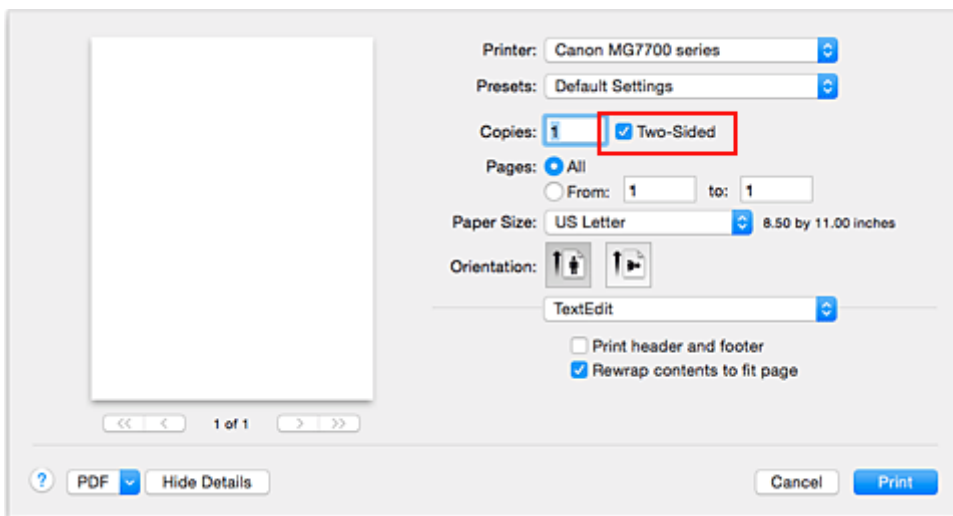 Printer: Canon MG7700 series
Presets: Default Settings
Copies: 1 Two-Sided
Pages: All
From: 1 to: 1
Paper Size: US Letter 8.50 by 11.00 inches
Orientation:
TextEdit
Print header and footer
Rewrap contents to fit page
<< < 1 of 1 > >>
? PDF Hide Details Cancel Print